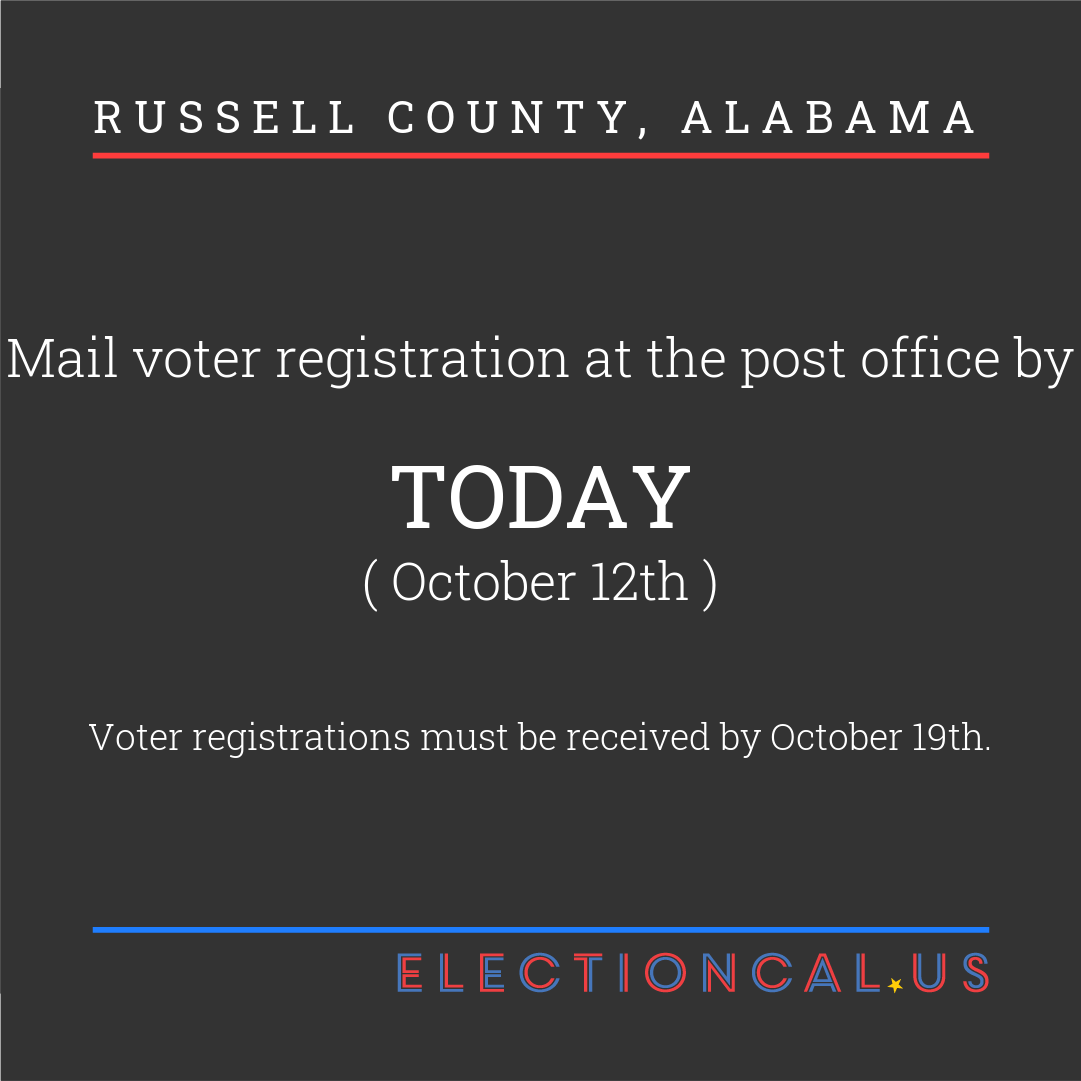 RUSSELL COUNTY, ALABAMA
Mail voter registration at the post office by
TODAY
( October 12th )
Voter registrations must be received by October 19th.
ELECTIONCAL.US